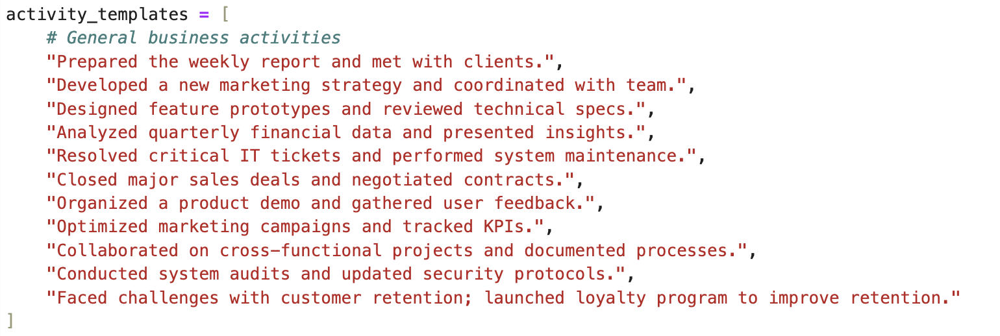 activity_templates = [
    # General business activities
    "Prepared the weekly report and met with clients.",
    "Developed a new marketing strategy and coordinated with team.",
    "Designed feature prototypes and reviewed technical specs.",
    "Analyzed quarterly financial data and presented insights.",
    "Resolved critical IT tickets and performed system maintenance.",
    "Closed major sales deals and negotiated contracts.",
    "Organized a product demo and gathered user feedback.",
    "Optimized marketing campaigns and tracked KPIs.",
    "Collaborated on cross-functional projects and documented processes.",
    "Conducted system audits and updated security protocols.",
    "Faced challenges with customer retention; launched loyalty program to improve retention."
]